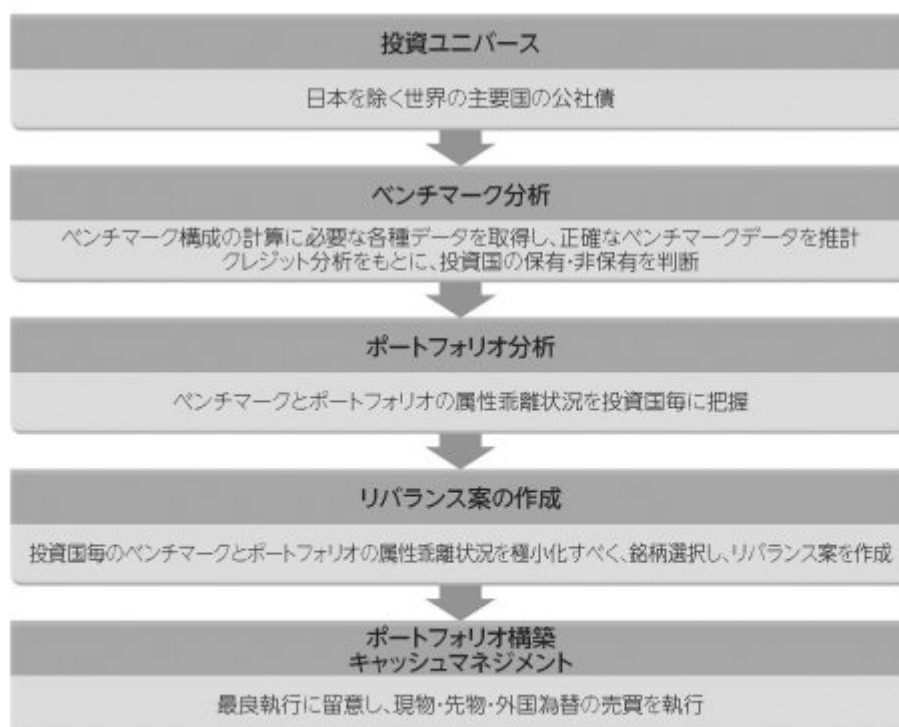 投資ユニバース
日本を除く世界の主要国の公社債
ベンチマーク分析
ベンチマーク構成の計算に必要な各種データを取得し、正確なベンチマークデータを推計
クレジット分析をもとに、投資国の保有・非保有を判断
ポートフォリオ分析
ベンチマークとポートフォリオの属性乖離状況を投資国毎に把握
リバランス案の作成
投資国毎のベンチマークとポートフォリオの属性乖離状況を極小化すべく、銘柄選択し、リバランス案を作成
ポートフォリオ構築
キャッシュマネジメント
最良執行に留意し、現物・先物・外国為替の売買を執行